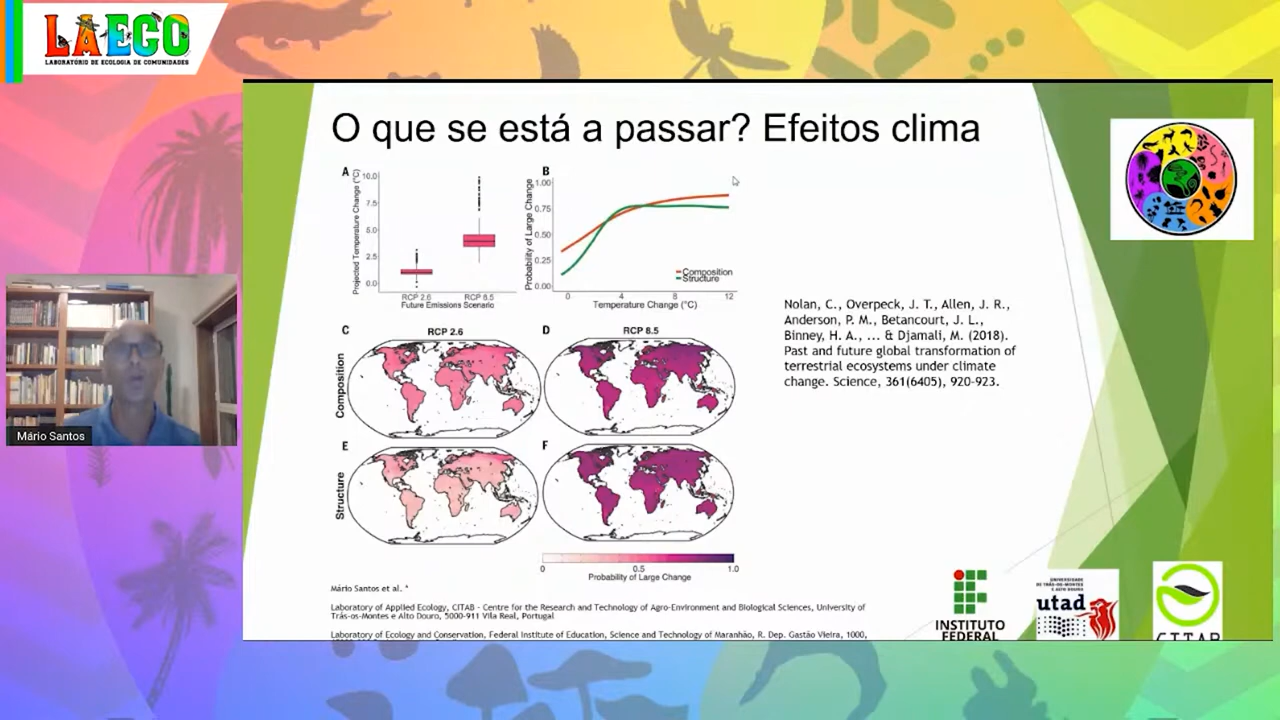 LAECO
LABORATÓRIO DE ECOLOGIA DE COMUNIDADES
O que se está a passar? Efeitos clima
A
Projected Temperature Change (°C)
10.0
7.5
5.0
2.5
0.0
RCP 2.6
RCP 8.5
Future Emissions Scenario
B
Probability of Large Change
1.00
0.75
0.50
0.25
0.00
Composition
Structure
0
4
8
12
Temperature Change (°C)
C
RCP 2.6
D
RCP 8.5
Composition
E
F
Structure
0
0.5
1.0
Probability of Large Change
Nolan, C., Overpeck, J. T., Allen, J. R.,
Anderson, P. M., Betancourt, J. L.,
Binney, H. A., ... & Djamali, M. (2018).
Past and future global transformation of
terrestrial ecosystems under climate
change. Science, 361(6405), 920-923.
Mário Santos
Mário Santos et al. *
Laboratory of Applied Ecology, CITAB - Centre for the Research and Technology of Agro-Environment and Biological Sciences, University of
Trás-os-Montes e Alto Douro, 5000-911 Vila Real, Portugal
Laboratory of Ecology and Conservation, Federal Institute of Education, Science and Technology of Maranhão, R. Dep. Gastão Vieira, 1000,
INSTITUTO
FEDERAL
UNIVERSIDADE
DE TRÁS-OS-MONTES
E ALTO DOURO
utad
CITAB